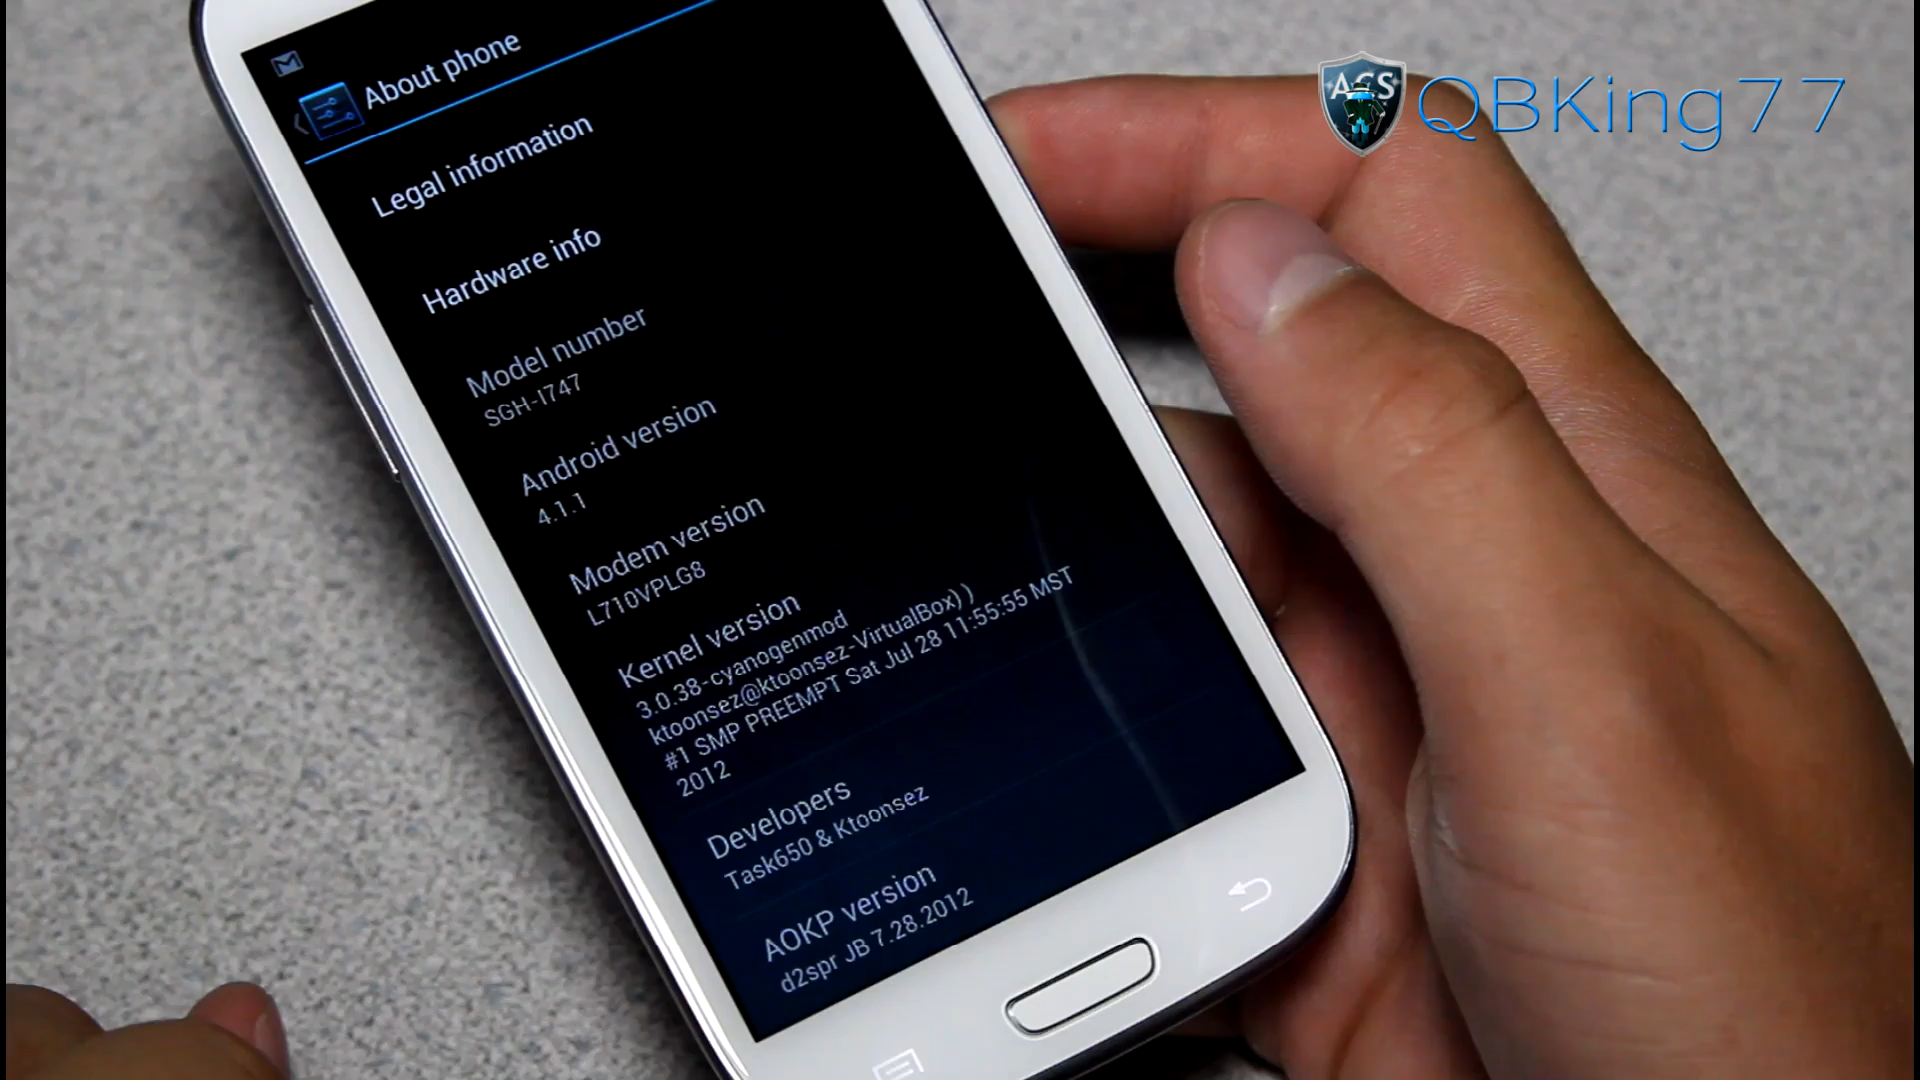 About phone
Legal information
Hardware info
Model number
SGH-I747
Android version
4.1.1
Modem version
L710VPLG8
Kernel version
3.0.38-cyanogenmod
ktoonsez@ktoonsez-VirtualBox) )
#1 SMP PREEMPT Sat Jul 28 11:55:55 MST
2012
Developers
Task650 & Ktoonsez
AOKP version
d2spr JB 7.28.2012
ACS
QBKing77